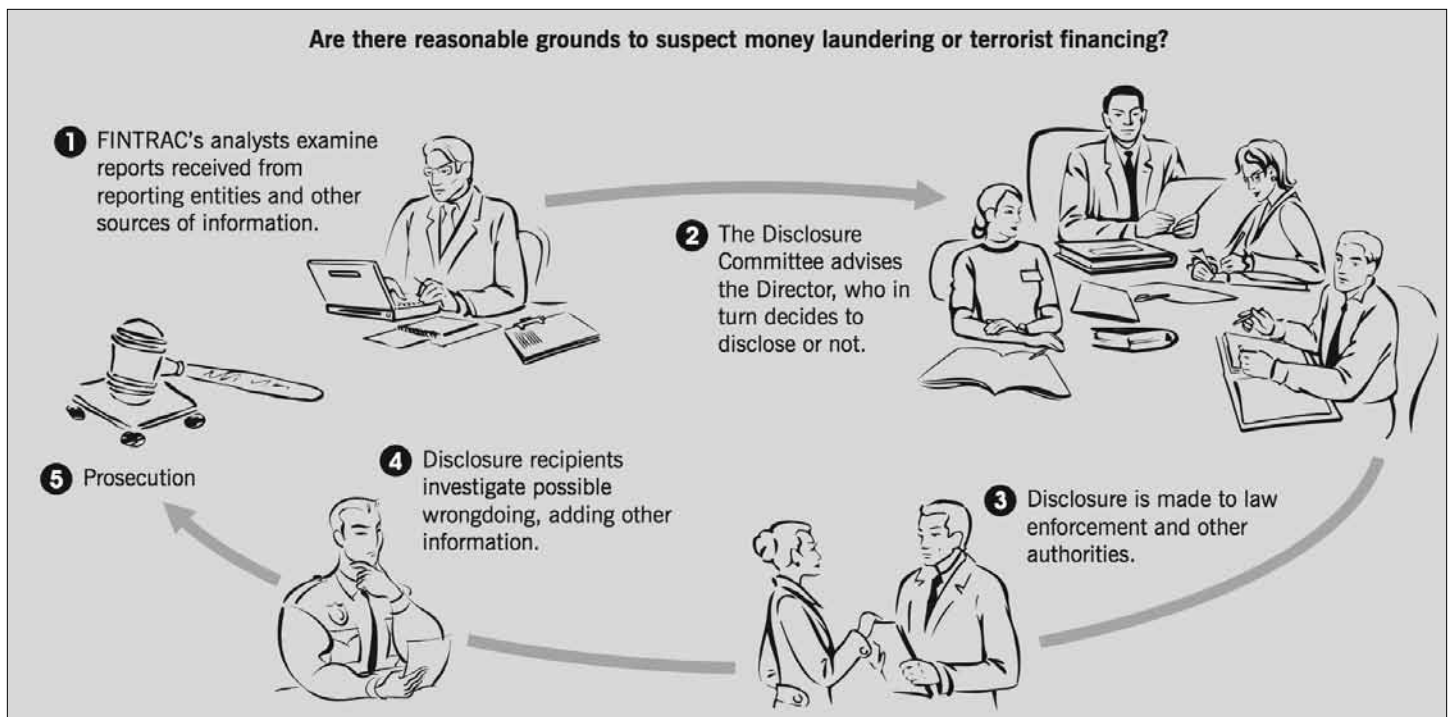 Are there reasonable grounds to suspect money laundering or terrorist financing?
1 FINTRAC's analysts examine
reports received from
reporting entities and other
sources of information.
2 The Disclosure
Committee advises
the Director, who in
turn decides to
disclose or not.
3 Disclosure is made to law
enforcement and other
authorities.
4 Disclosure recipients
investigate possible
wrongdoing, adding other
information.
5 Prosecution